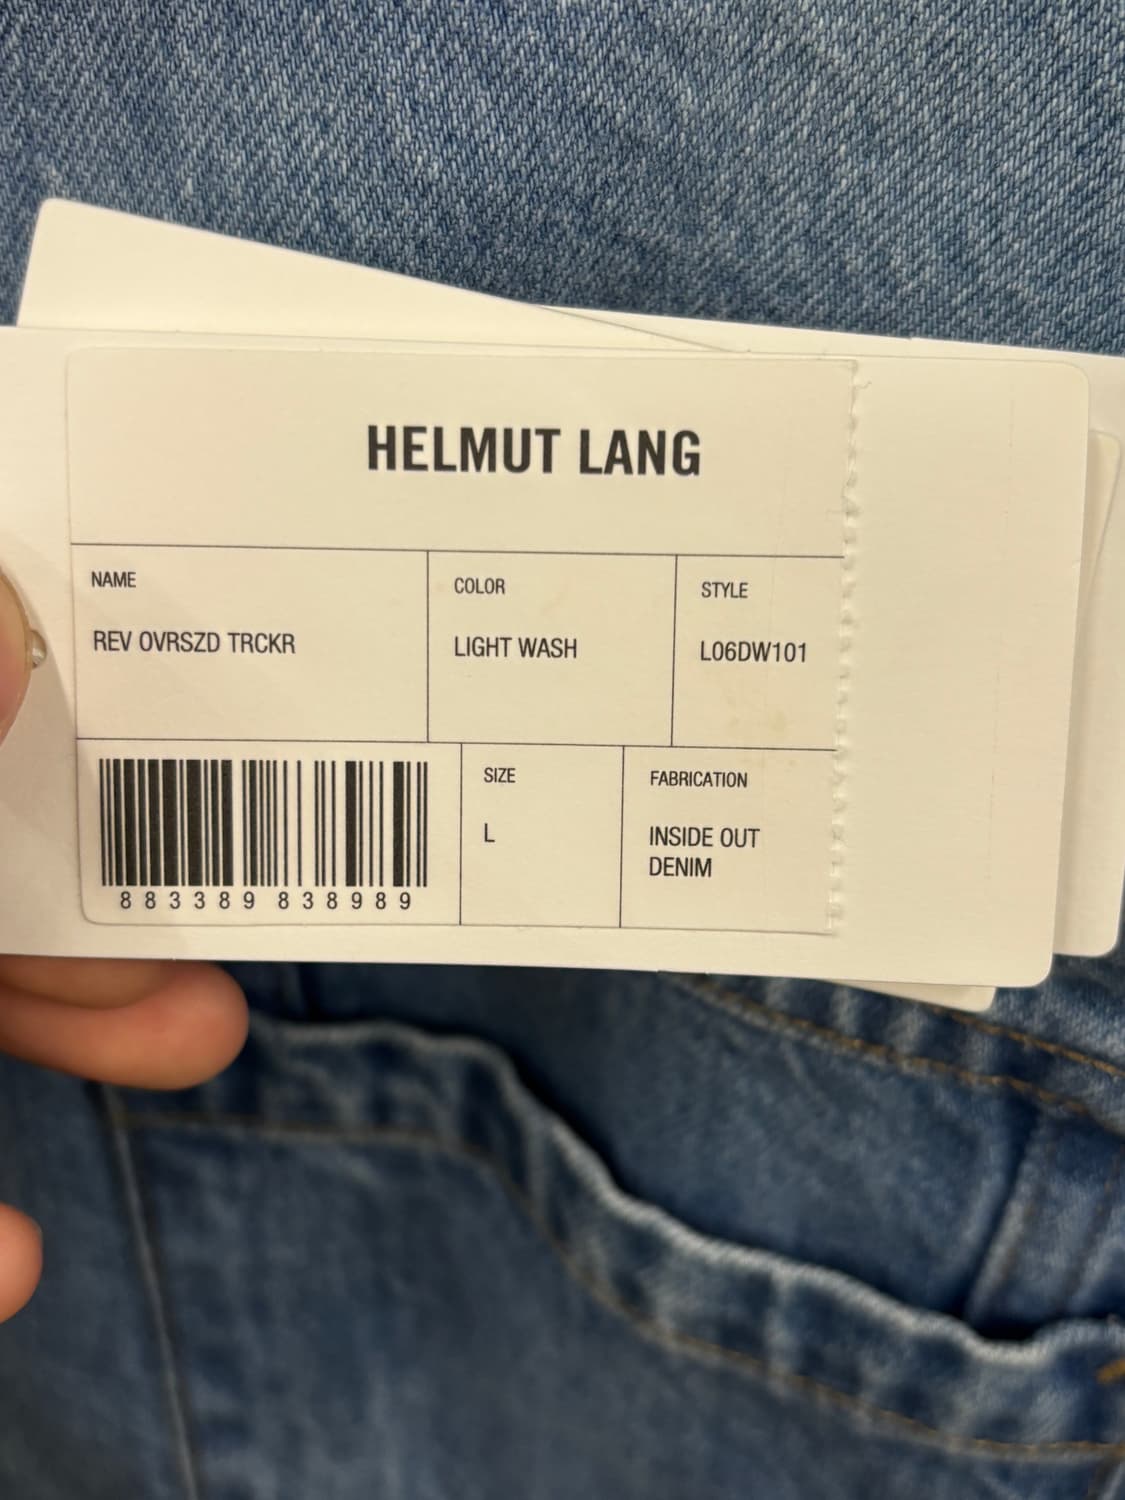 HELMUT LANG
NAME
REV OVRSZD TRCKR
COLOR
LIGHT WASH
STYLE
L06DW101
883389 838989
SIZE
L
FABRICATION
INSIDE OUT
DENIM